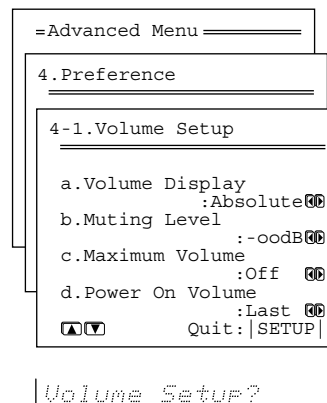 Advanced Menu
4.Preference
4-1.Volume Setup
a.Volume Display
:Absolute
b.Muting Level
:-oodB
c.Maximum Volume
:Off
d.Power On Volume
:Last
Quit:|SETUP|
Volume Setup?